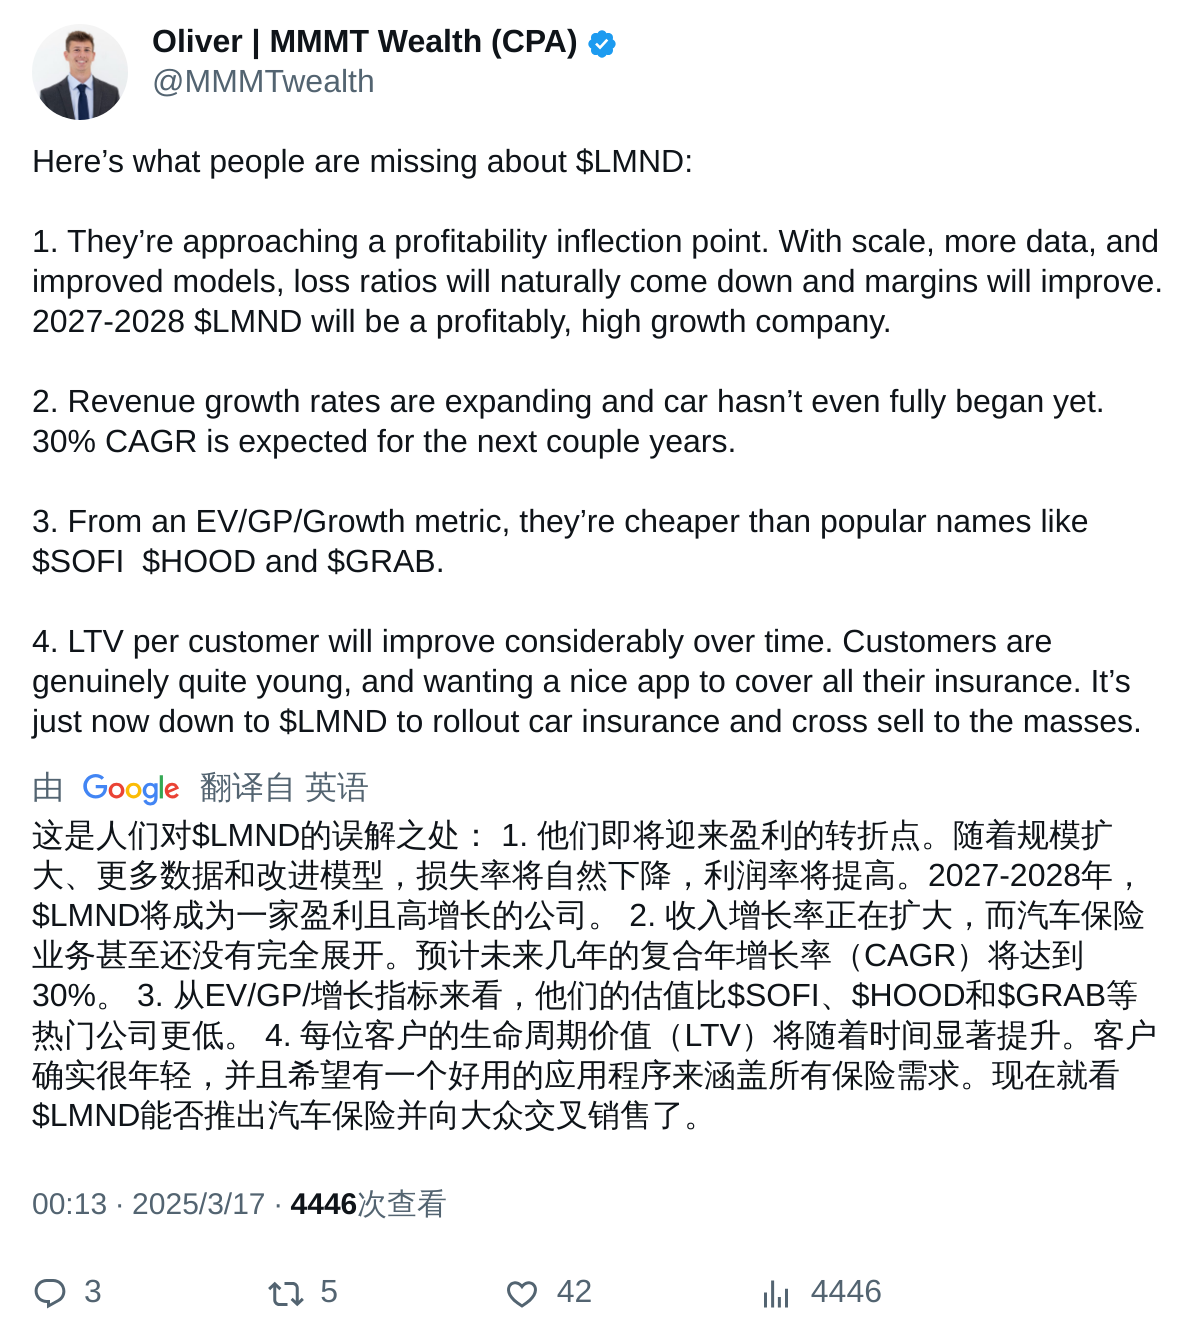 Oliver | MMMT Wealth (CPA)
@MMMTwealth
Here’s what people are missing about $LMND:
1. They’re approaching a profitability inflection point. With scale, more data, and
improved models, loss ratios will naturally come down and margins will improve.
2027-2028 $LMND will be a profitably, high growth company.
2. Revenue growth rates are expanding and car hasn’t even fully began yet.
30% CAGR is expected for the next couple years.
3. From an EV/GP/Growth metric, they’re cheaper than popular names like
$SOFI  $HOOD and $GRAB.
4. LTV per customer will improve considerably over time. Customers are
genuinely quite young, and wanting a nice app to cover all their insurance. It’s
just now down to $LMND to rollout car insurance and cross sell to the masses.
由 Google 翻译自 英语
这是人们对$LMND的误解之处： 1. 他们即将迎来盈利的转折点。随着规模扩
大、更多数据和改进模型，损失率将自然下降，利润率将提高。2027-2028年，
$LMND将成为一家盈利且高增长的公司。 2. 收入增长率正在扩大，而汽车保险
业务甚至还没有完全展开。预计未来几年的复合年增长率（CAGR）将达到
30%。 3. 从EV/GP/增长指标来看，他们的估值比$SOFI、$HOOD和$GRAB等
热门公司更低。 4. 每位客户的生命周期价值（LTV）将随着时间显著提升。客户
确实很年轻，并且希望有一个好用的应用程序来涵盖所有保险需求。现在就看
$LMND能否推出汽车保险并向大众交叉销售了。
00:13 · 2025/3/17 · 4446次查看
3 5 42 4446